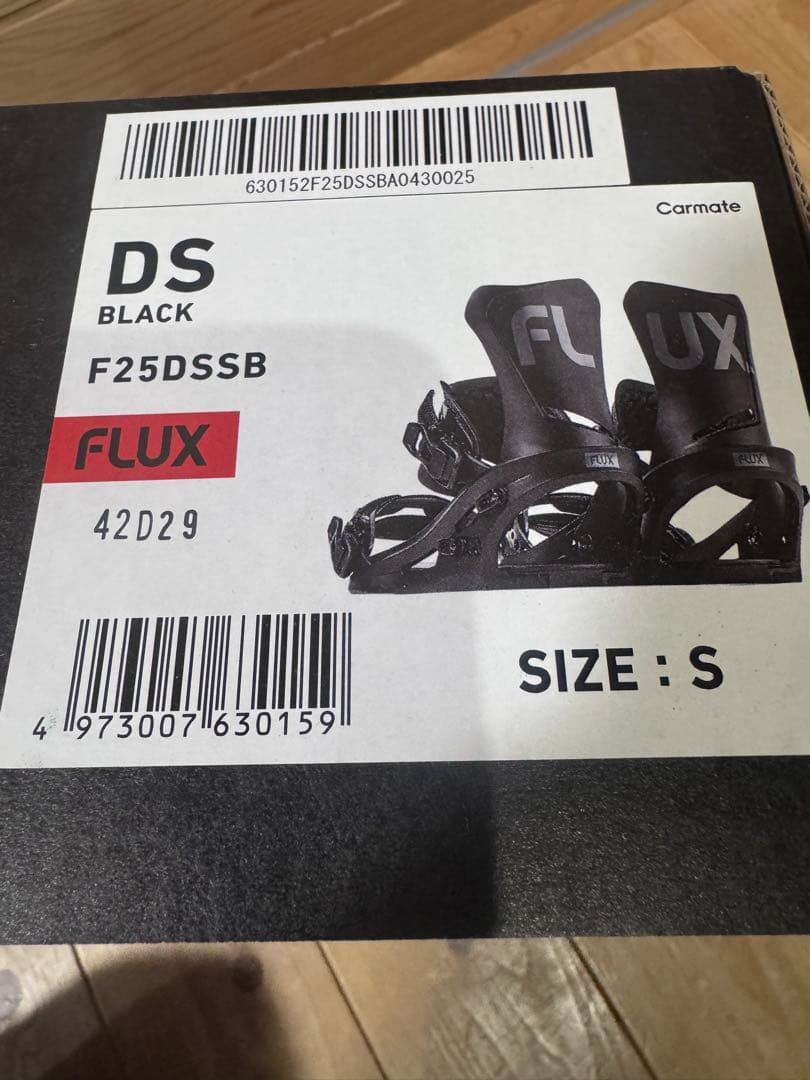 630152F25DSSBA0430025
Carmate
DS
BLACK
F25DSSB
FLUX
42D29
FL UX
FLUX
FLUX
SIZE : S
4 973007 630159